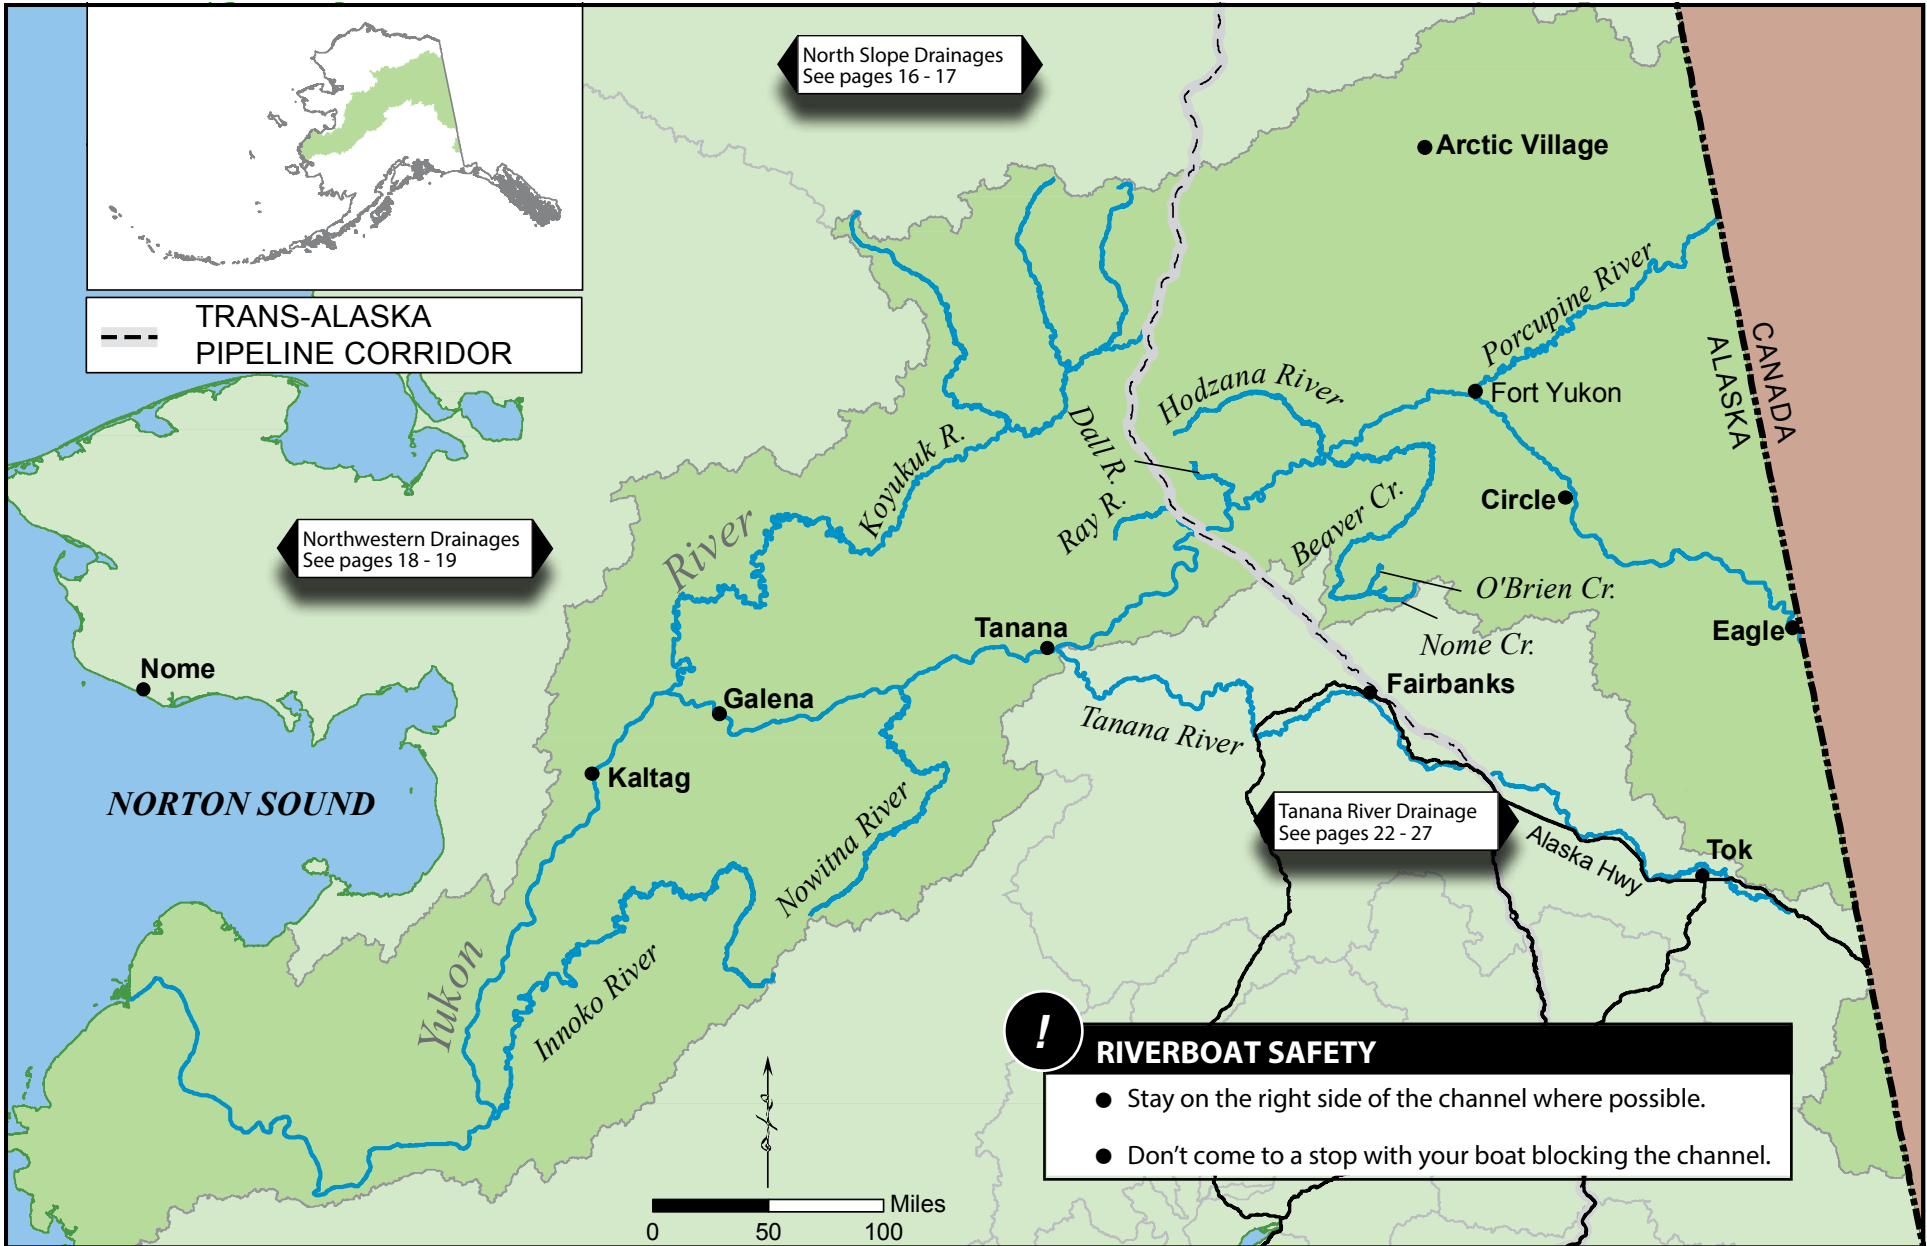 North Slope Drainages
See pages 16 - 17
Arctic Village
TRANS-ALASKA
PIPELINE CORRIDOR
Porcupine River
CANADA
ALASKA
Hodzana River
Fort Yukon
Dall R.
Koyukuk R.
Ray R.
Beaver Cr.
Circle
River
Northwestern Drainages
See pages 18 - 19
O'Brien Cr.
Nome Cr.
Eagle
Tanana
Nome
Galena
Fairbanks
Tanana River
Kaltag
NORTON SOUND
Nowitna River
Tanana River Drainage
See pages 22 - 27
Alaska Hwy
Tok
Yukon
Innoko River
!
RIVERBOAT SAFETY
● Stay on the right side of the channel where possible.
● Don't come to a stop with your boat blocking the channel.
Miles
0 50 100